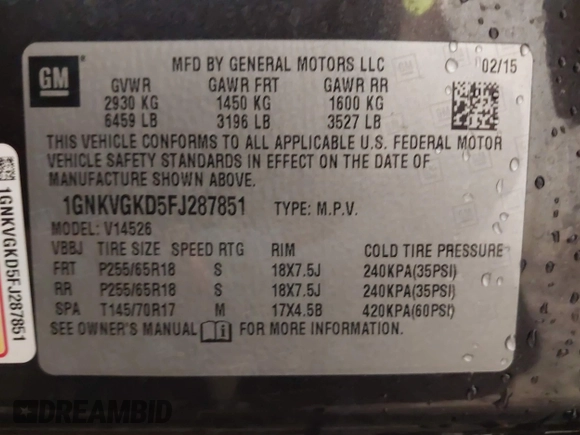 GM
MFD BY GENERAL MOTORS LLC 02/15
GVWR GAWR FRT GAWR RR
2930 KG 1450 KG 1600 KG
6459 LB 3196 LB 3527 LB
THIS VEHICLE CONFORMS TO ALL APPLICABLE U.S. FEDERAL MOTOR
VEHICLE SAFETY STANDARDS IN EFFECT ON THE DATE OF
MANUFACTURE SHOWN ABOVE.
1GNKVGKD5FJ287851 TYPE: M.P.V.
MODEL: V14526
VBBJ TIRE SIZE SPEED RTG RIM COLD TIRE PRESSURE
FRT P255/65R18 S 18X7.5J 240KPA(35PSI)
RR P255/65R18 S 18X7.5J 240KPA(35PSI)
SPA T145/70R17 M 17X4.5B 420KPA(60PSI)
SEE OWNER'S MANUAL FOR MORE INFORMATION.
1GNKVGKD5FJ287851
DREAMBID